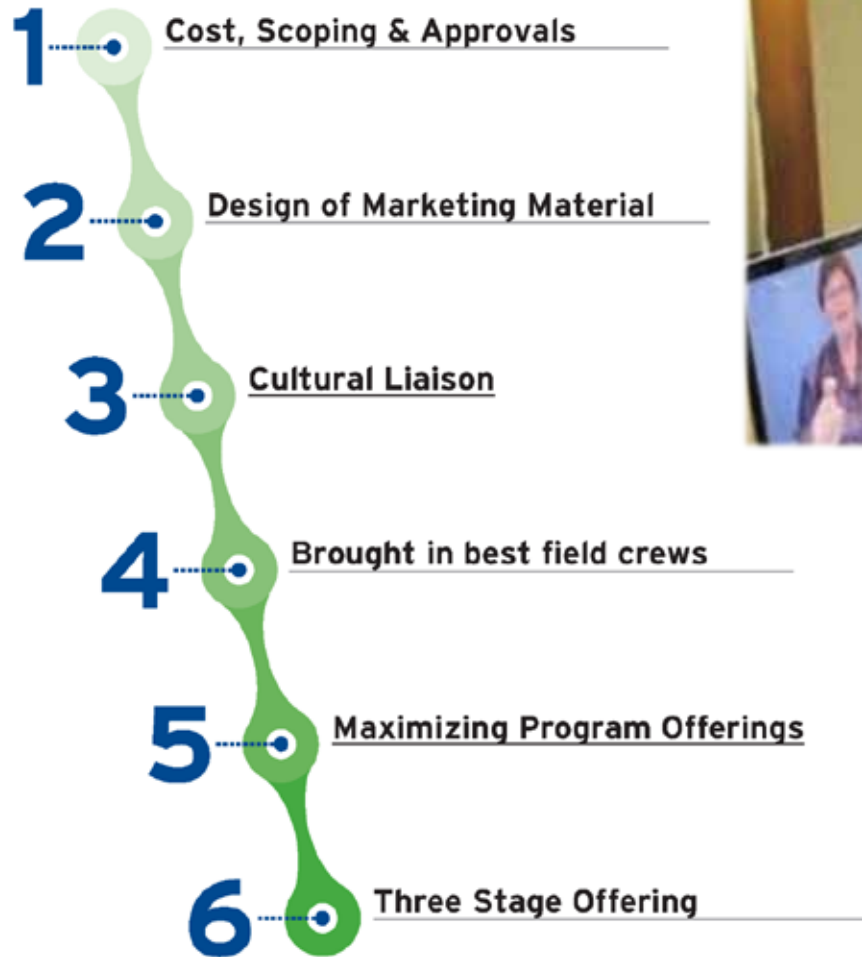 1 Cost, Scoping & Approvals
2 Design of Marketing Material
3 Cultural Liaison
4 Brought in best field crews
5 Maximizing Program Offerings
6 Three Stage Offering